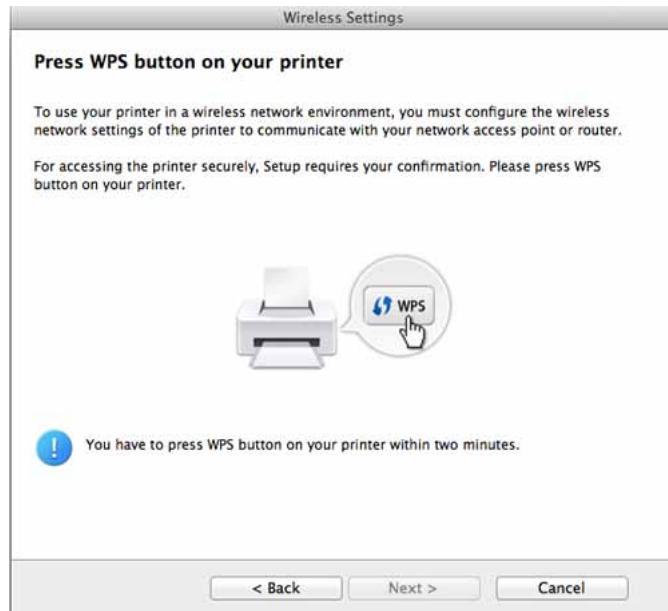 Wireless Settings
Press WPS button on your printer
To use your printer in a wireless network environment, you must configure the wireless
network settings of the printer to communicate with your network access point or router.
For accessing the printer securely, Setup requires your confirmation. Please press WPS
button on your printer.
WPS
You have to press WPS button on your printer within two minutes.
< Back
Next >
Cancel